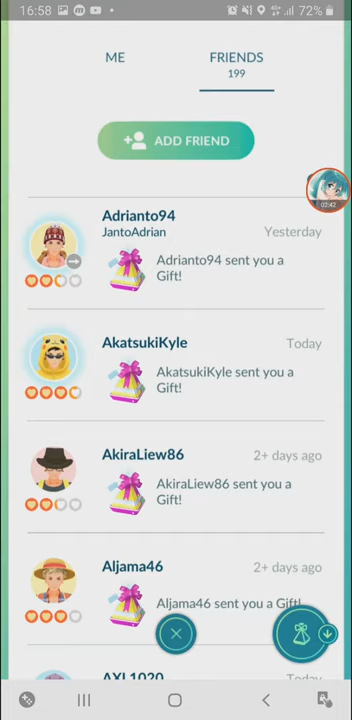 16:58
72%
ME
FRIENDS
199
ADD FRIEND
02:42
Adrianto94
JantoAdrian
Yesterday
Adrianto94 sent you a
Gift!
AkatsukiKyle
Today
AkatsukiKyle sent you a
Gift!
AkiraLiew86
2+ days ago
AkiraLiew86 sent you a
Gift!
Aljama46
2+ days ago
Aljama46 sent you a Gift!
AXL1020
Today